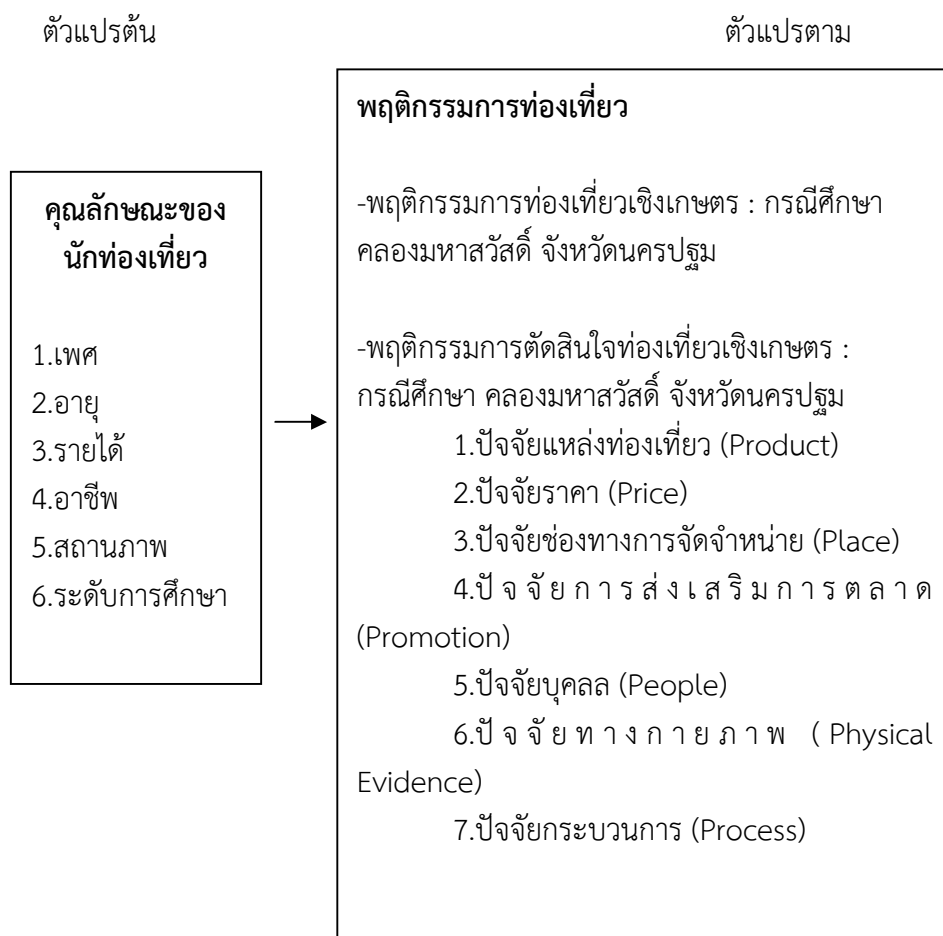 ตัวแปรต้น
ตัวแปรตาม
คุณลักษณะของ
นักท่องเที่ยว
1.เพศ
2.อายุ
3.รายได้
4.อาชีพ
5.สถานภาพ
6.ระดับการศึกษา
พฤติกรรมการท่องเที่ยว
-พฤติกรรมการท่องเที่ยวเชิงเกษตร : กรณีศึกษา
คลองมหาสวัสดิ์ จังหวัดนครปฐม
-พฤติกรรมการตัดสินใจท่องเที่ยวเชิงเกษตร :
กรณีศึกษา คลองมหาสวัสดิ์ จังหวัดนครปฐม
1.ปัจจัยแหล่งท่องเที่ยว (Product)
2.ปัจจัยราคา (Price)
3.ปัจจัยช่องทางการจัดจำหน่าย (Place)
4.ปัจจัยการส่งเสริมการตลาด
(Promotion)
5.ปัจจัยบุคลล (People)
6.ปัจจัยทางกายภาพ ( Physical
Evidence)
7.ปัจจัยกระบวนการ (Process)